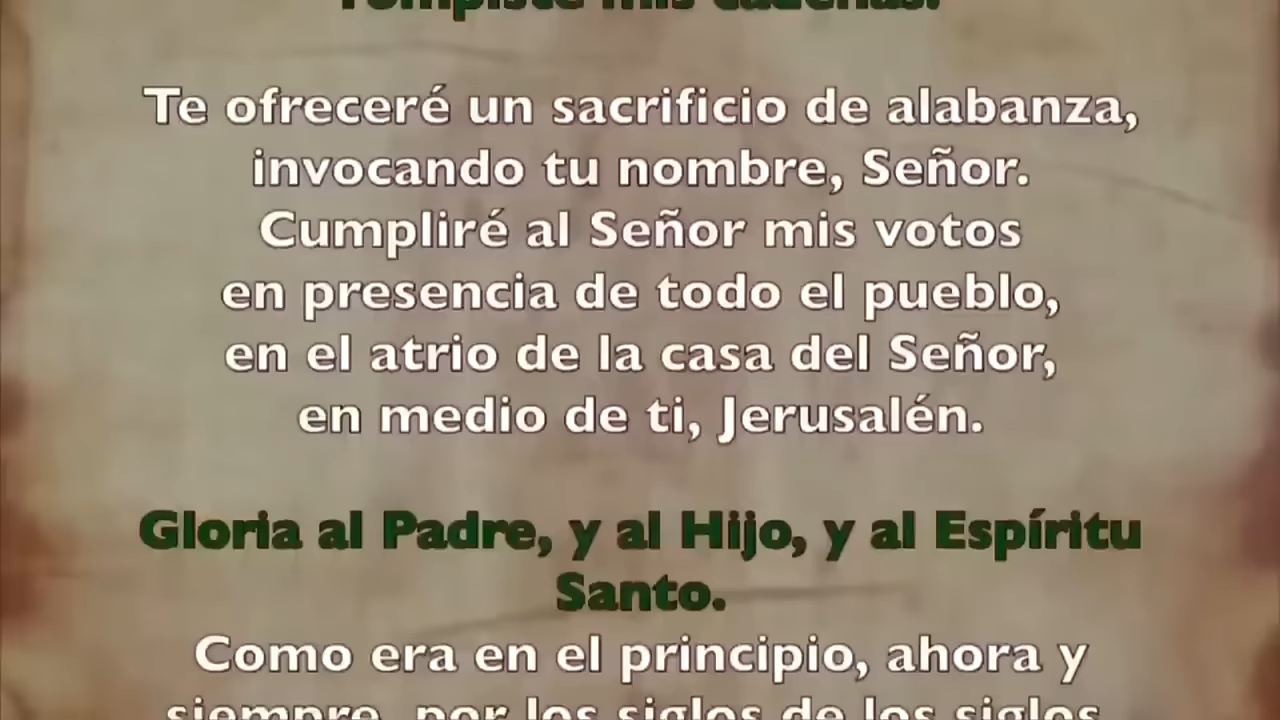 rompiste mis cadenas.
Te ofreceré un sacrificio de alabanza,
invocando tu nombre, Señor.
Cumpliré al Señor mis votos
en presencia de todo el pueblo,
en el atrio de la casa del Señor,
en medio de ti, Jerusalén.
Gloria al Padre, y al Hijo, y al Espíritu
Santo.
Como era en el principio, ahora y
siempre, por los siglos de los siglos